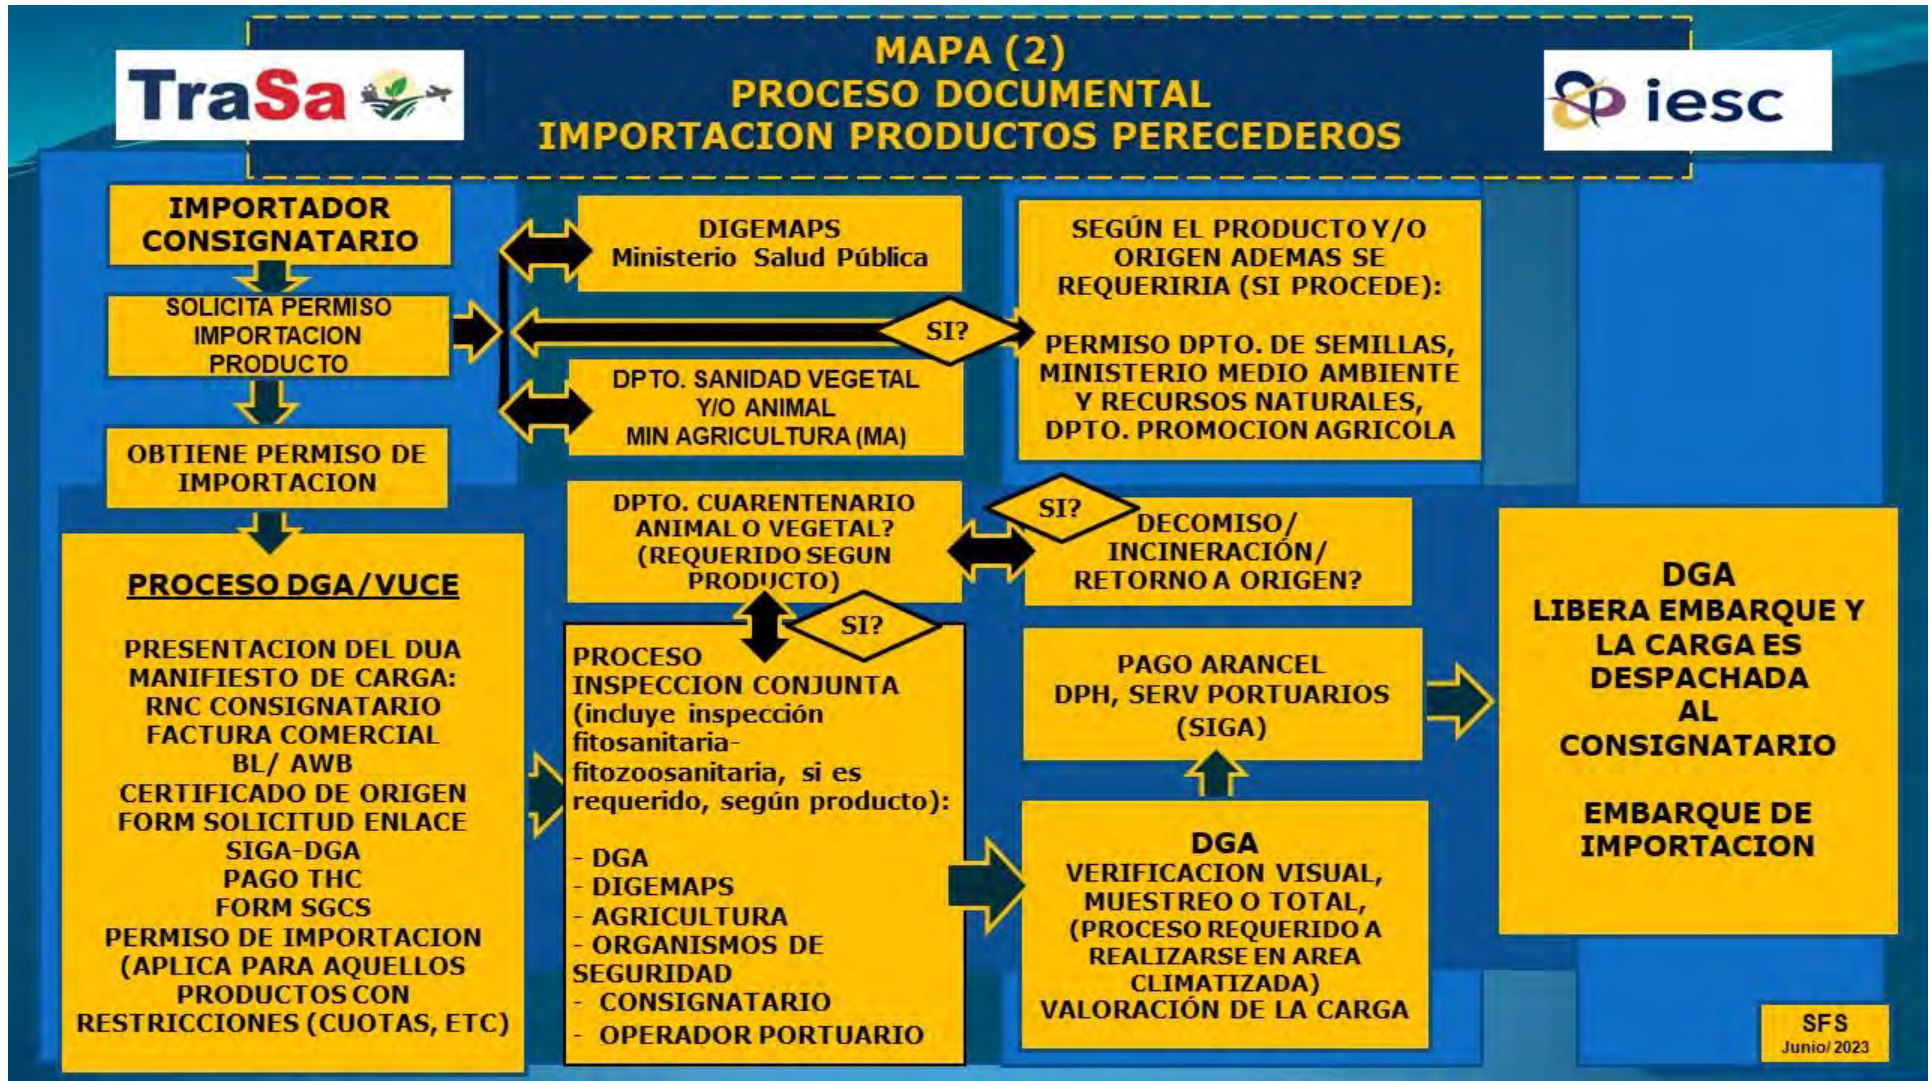 MAPA (2)
PROCESO DOCUMENTAL
IMPORTACION PRODUCTOS PERECEDEROS
TraSa
iesc
IMPORTADOR
CONSIGNATARIO
SOLICITA PERMISO
IMPORTACION
PRODUCTO
OBTIENE PERMISO DE
IMPORTACION
DIGEMAPS
Ministerio Salud Pública
SI?
DPTO. SANIDAD VEGETAL
Y/O ANIMAL
MIN AGRICULTURA (MA)
SEGÚN EL PRODUCTO Y/O
ORIGEN ADEMAS SE
REQUERIRIA (SI PROCEDE):
PERMISO DPTO. DE SEMILLAS,
MINISTERIO MEDIO AMBIENTE
Y RECURSOS NATURALES,
DPTO. PROMOCION AGRICOLA
PROCESO DGA/VUCE
PRESENTACION DEL DUA
MANIFIESTO DE CARGA:
RNC CONSIGNATARIO
FACTURA COMERCIAL
BL/ AWB
CERTIFICADO DE ORIGEN
FORM SOLICITUD ENLACE
SIGA-DGA
PAGO THC
FORM SGCS
PERMISO DE IMPORTACION
(APLICA PARA AQUELLOS
PRODUCTOS CON
RESTRICCIONES (CUOTAS, ETC)
DPTO. CUARENTENARIO
ANIMAL O VEGETAL?
(REQUERIDO SEGUN
PRODUCTO)
SI?
DECOMISO/
INCINERACIÓN/
RETORNO A ORIGEN?
SI?
PROCESO
INSPECCION CONJUNTA
(incluye inspección
fitosanitaria-
fitozoosanitaria, si es
requerido, según producto):
- DGA
- DIGEMAPS
- AGRICULTURA
- ORGANISMOS DE
SEGURIDAD
- CONSIGNATARIO
- OPERADOR PORTUARIO
PAGO ARANCEL
DPH, SERV PORTUARIOS
(SIGA)
DGA
VERIFICACION VISUAL,
MUESTREO O TOTAL,
(PROCESO REQUERIDO A
REALIZARSE EN AREA
CLIMATIZADA)
VALORACIÓN DE LA CARGA
DGA
LIBERA EMBARQUE Y
LA CARGA ES
DESPACHADA
AL
CONSIGNATARIO
EMBARQUE DE
IMPORTACION
SFS
Junio/2023